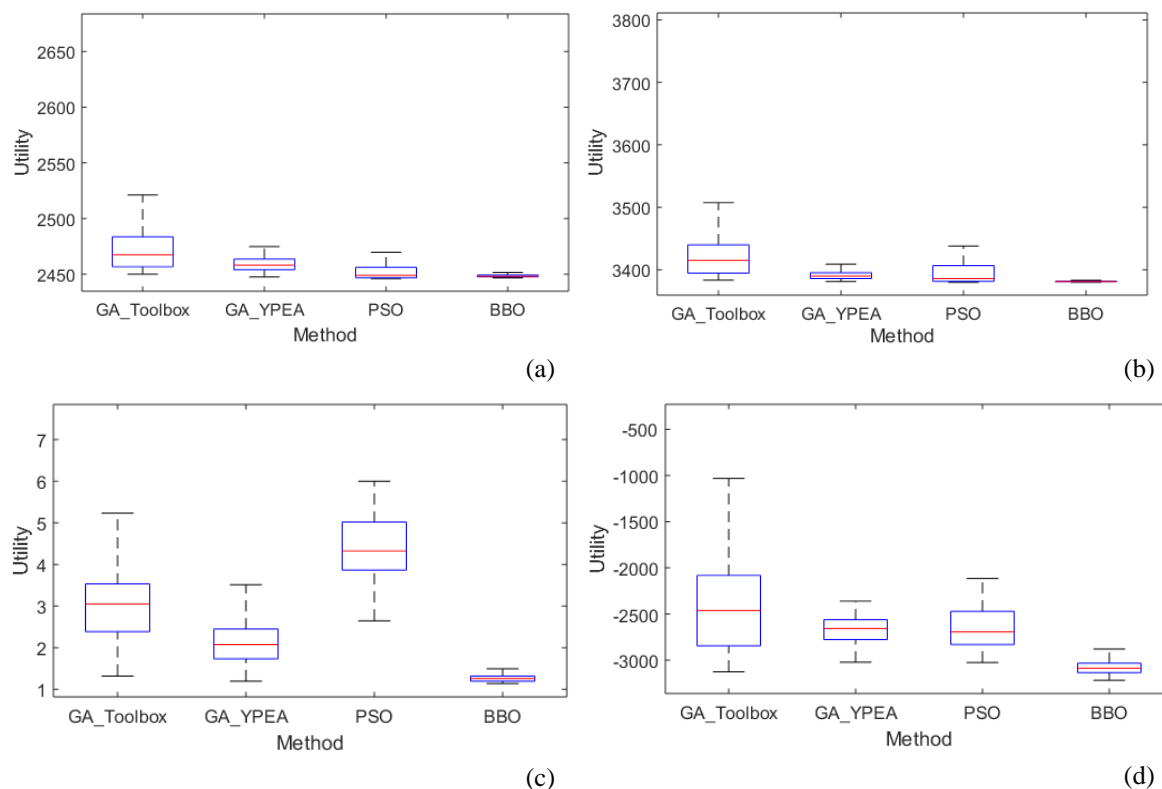 2650
2600
2550
2500
2450
Utility
GA_Toolbox GA_YPEA PSO BBO
Method
(a)
3800
3700
3600
3500
3400
Utility
GA_Toolbox GA_YPEA PSO BBO
Method
(b)
7
6
5
4
3
2
1
Utility
GA_Toolbox GA_YPEA PSO BBO
Method
(c)
-500
-1000
-1500
-2000
-2500
-3000
Utility
GA_Toolbox GA_YPEA PSO BBO
Method
(d)